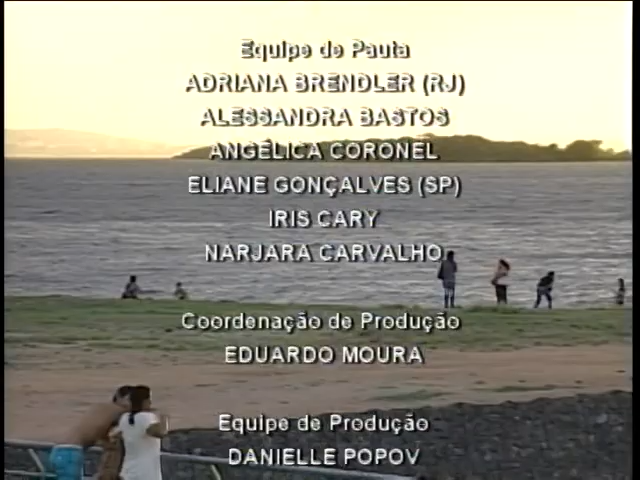 Equipe de Pauta
ADRIANA BRENDLER (RJ)
ALESSANDRA BASTOS
ANGÉLICA CORONEL
ELIANE GONÇALVES (SP)
IRIS CARY
NARJARA CARVALHO
Coordenação de Produção
EDUARDO MOURA
Equipe de Produção
DANIELLE POPOV